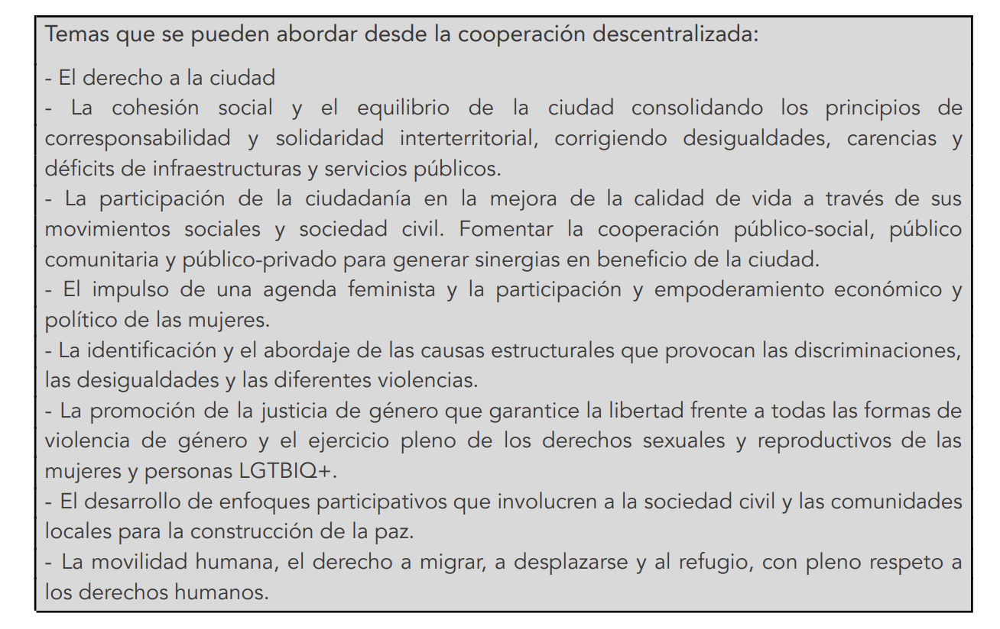 Temas que se pueden abordar desde la cooperación descentralizada:
- El derecho a la ciudad
- La cohesión social y el equilibrio de la ciudad consolidando los principios de
corresponsabilidad y solidaridad interterritorial, corrigiendo desigualdades, carencias y
déficits de infraestructuras y servicios públicos.
- La participación de la ciudadanía en la mejora de la calidad de vida a través de sus
movimientos sociales y sociedad civil. Fomentar la cooperación público-social, público
comunitaria y público-privado para generar sinergias en beneficio de la ciudad.
- El impulso de una agenda feminista y la participación y empoderamiento económico y
político de las mujeres.
- La identificación y el abordaje de las causas estructurales que provocan las discriminaciones,
las desigualdades y las diferentes violencias.
- La promoción de la justicia de género que garantice la libertad frente a todas las formas de
violencia de género y el ejercicio pleno de los derechos sexuales y reproductivos de las
mujeres y personas LGTBIQ+.
- El desarrollo de enfoques participativos que involucren a la sociedad civil y las comunidades
locales para la construcción de la paz.
- La movilidad humana, el derecho a migrar, a desplazarse y al refugio, con pleno respeto a
los derechos humanos.